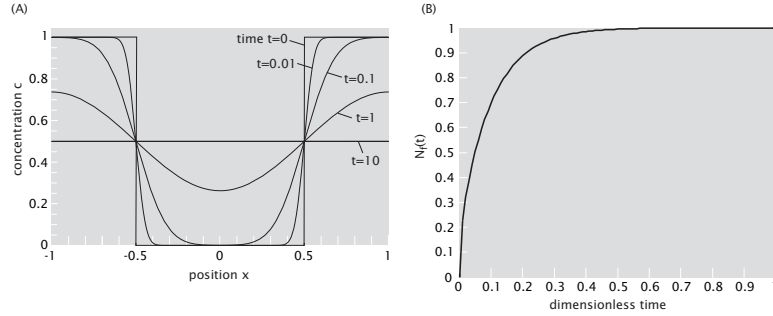 (A)
concentration c
1
0.8
0.6
0.4
0.2
0
time t=0
t=0.01
t=0.1
t=1
t=10
-1
-0.5
0
0.5
1
position x
(B)
N_f(t)
1
0.9
0.8
0.7
0.6
0.5
0.4
0.3
0.2
0.1
0
0 0.1 0.2 0.3 0.4 0.5 0.6 0.7 0.8 0.9 1
dimensionless time